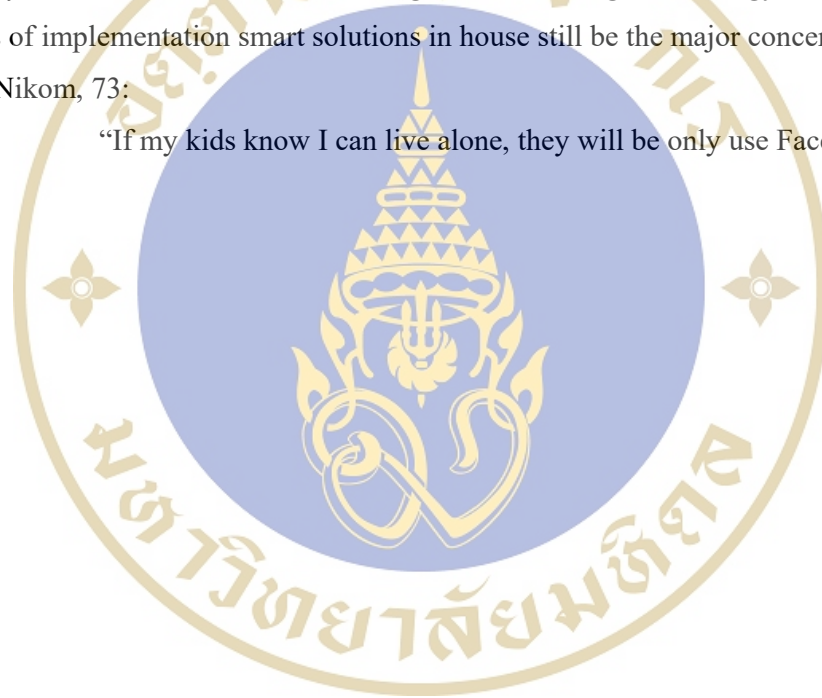 of implementation smart solutions in house still be the major concer
Nikom, 73:
“If my kids know I can live alone, they will be only use Fac
มหาวิทยาลัยมหิดล